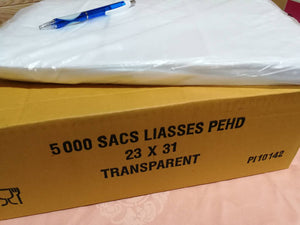 5 000 SACS LIASSES PEHD
23 X 31
TRANSPARENT
PI10142